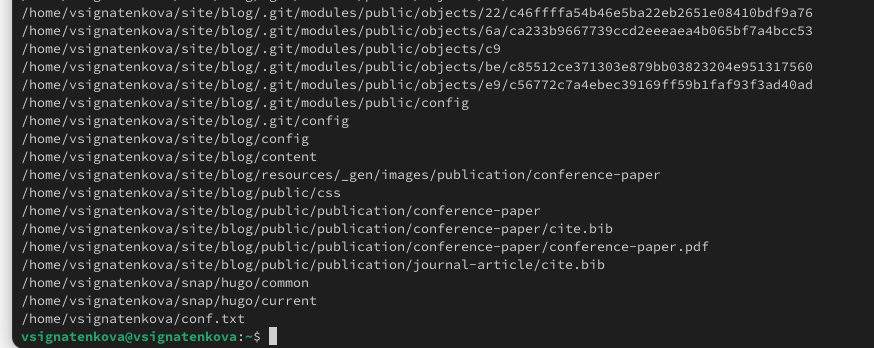 /home/vsignatenkova/site/blog/.git/modules/public/objects/22/c46ffffa54b46e5ba22eb2651e08410bdf9a76
/home/vsignatenkova/site/blog/.git/modules/public/objects/6a/ca233b9667739ccd2eeeaea4b065bf7a4bcc53
/home/vsignatenkova/site/blog/.git/modules/public/objects/c9
/home/vsignatenkova/site/blog/.git/modules/public/objects/be/c85512ce371303e879bb03823204e951317560
/home/vsignatenkova/site/blog/.git/modules/public/objects/e9/c56772c7a4ebec39169ff59b1faf93f3ad40ad
/home/vsignatenkova/site/blog/.git/modules/public/config
/home/vsignatenkova/site/blog/.git/config
/home/vsignatenkova/site/blog/config
/home/vsignatenkova/site/blog/content
/home/vsignatenkova/site/blog/resources/_gen/images/publication/conference-paper
/home/vsignatenkova/site/blog/public/css
/home/vsignatenkova/site/blog/public/publication/conference-paper
/home/vsignatenkova/site/blog/public/publication/conference-paper/cite.bib
/home/vsignatenkova/site/blog/public/publication/conference-paper/conference-paper.pdf
/home/vsignatenkova/site/blog/public/publication/journal-article/cite.bib
/home/vsignatenkova/snap/hugo/common
/home/vsignatenkova/snap/hugo/current
/home/vsignatenkova/conf.txt
vsignatenkova@vsignatenkova:~$